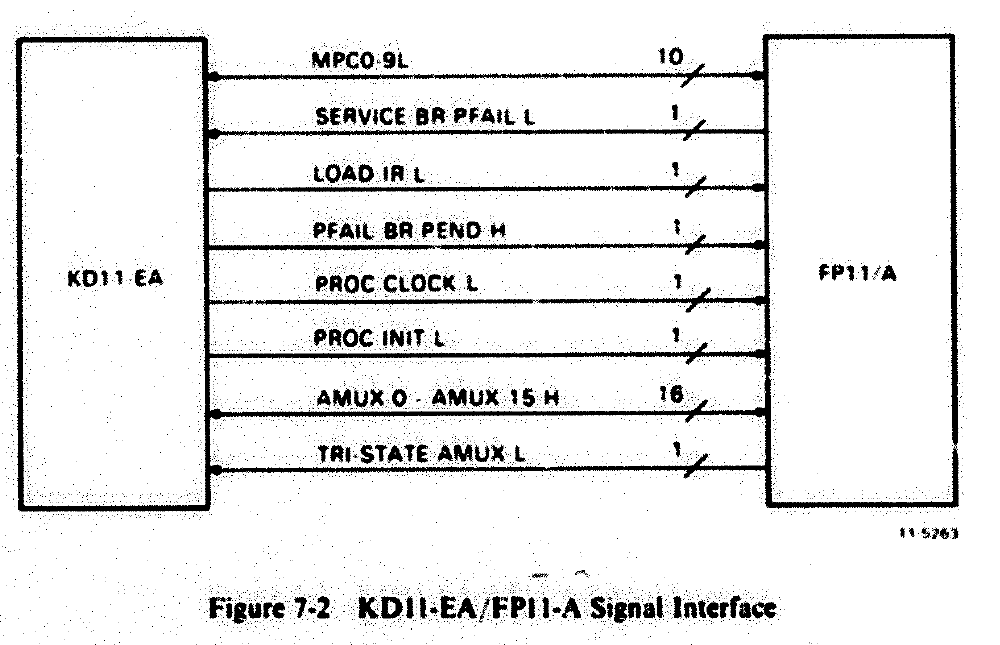 MPC0-9L 10
SERVICE BR PFAIL L 1
LOAD IR L 1
PFAIL BR PEND H 1
KD11-EA
FP11/A
PROC CLOCK L 1
PROC INIT L 1
AMUX 0 - AMUX 15 H 16
TRI-STATE AMUX L 1
11-5263
Figure 7-2 KD11-EA/FP11-A Signal Interface